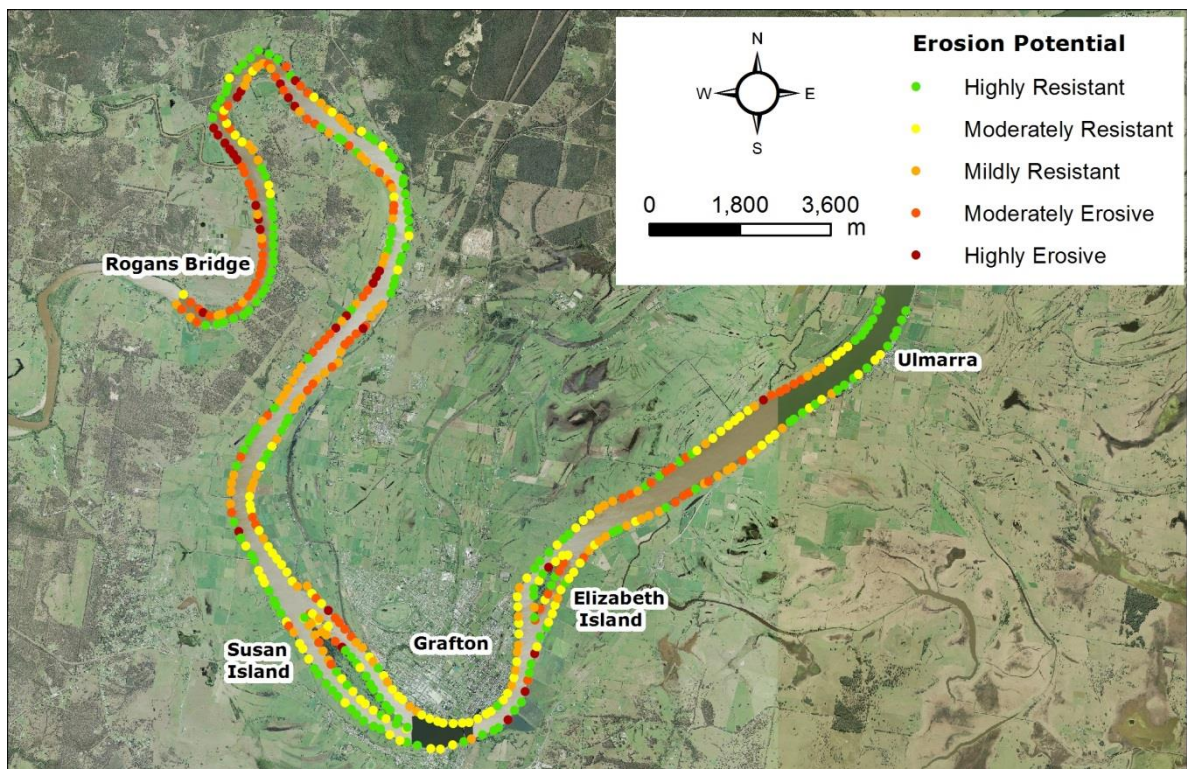 N
W E
S
0 1,800 3,600
m
Erosion Potential
Highly Resistant
Moderately Resistant
Mildly Resistant
Moderately Erosive
Highly Erosive
Rogans Bridge
Ulmarra
Elizabeth
Island
Grafton
Susan
Island